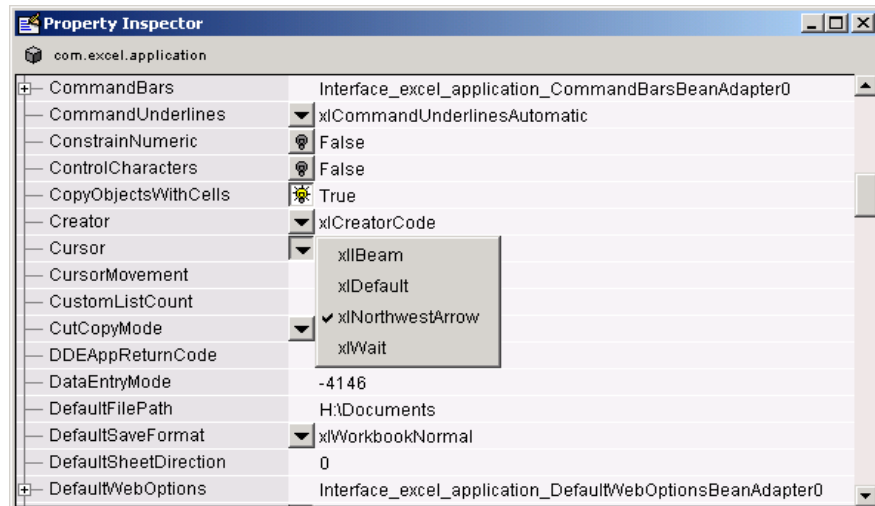 Property Inspector
com.excel.application
CommandBars Interface_excel_application_CommandBarsBeanAdapter0
CommandUnderlines xlCommandUnderlinesAutomatic
ConstrainNumeric False
ControlCharacters False
CopyObjectsWithCells True
Creator xlCreatorCode
Cursor
xlIBeam
CursorMovement
xlDefault
CustomListCount
xlNorthwestArrow
CutCopyMode
xlWait
DDEAppReturnCode
DataEntryMode -4146
DefaultFilePath H:\Documents
DefaultSaveFormat xlWorkbookNormal
DefaultSheetDirection 0
DefaultWebOptions Interface_excel_application_DefaultWebOptionsBeanAdapter0